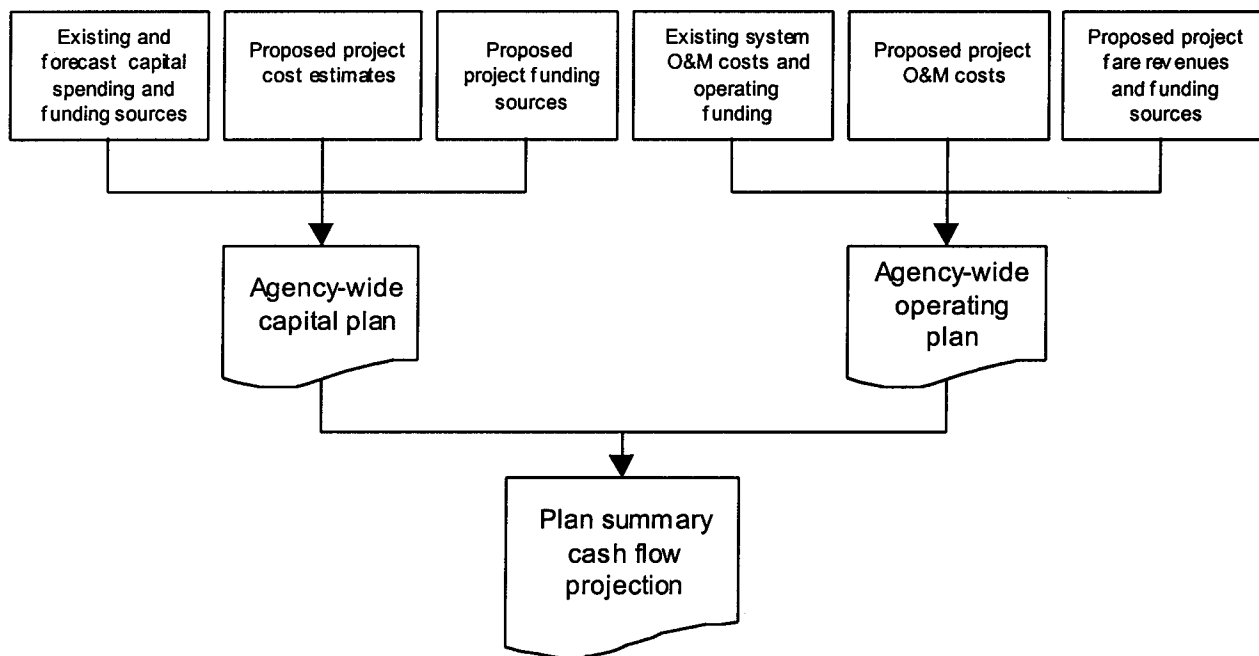 Existing and
forecast capital
spending and
funding sources
Proposed project
cost estimates
Proposed
project funding
sources
Existing system
O&M costs and
operating
funding
Proposed project
O&M costs
Proposed project
fare revenues
and funding
sources
Agency-wide
capital plan
Agency-wide
operating
plan
Plan summary
cash flow
projection